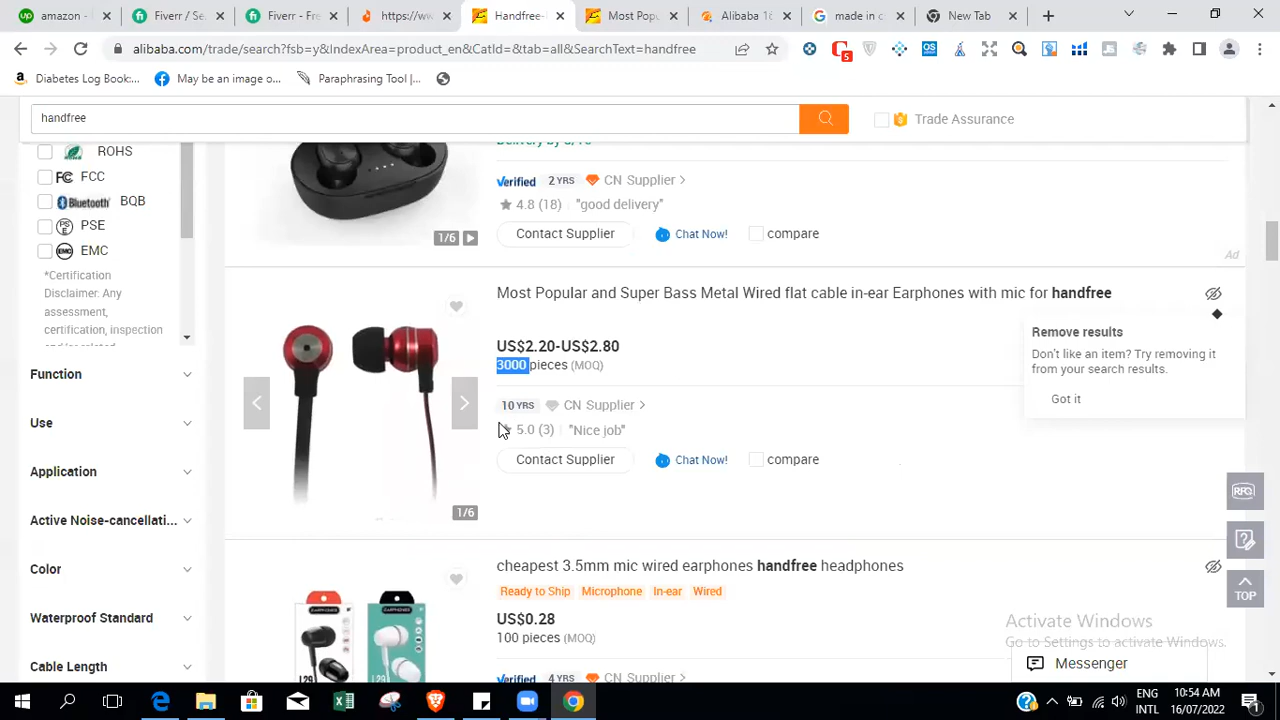 amazon
Fiverr / Se
Fiverr - Fre
https://ww
Handfree-
Most Pop
Alibaba 1
made in c
New Tab
alibaba.com/trade/search?fsb=y&IndexArea=product_en&CatId=&tab=all&SearchText=handfree
5
Diabetes Log Book:...
May be an image o...
Paraphrasing Tool |...
handfree
Trade Assurance
ROHS
FCC
Bluetooth BQB
PSE
EMC
*Certification
Disclaimer: Any
assessment,
certification, inspection
Function
Use
Application
Active Noise-cancellati...
Color
Waterproof Standard
Cable Length
1/6
Verified 2 YRS CN Supplier >
4.8 (18) "good delivery"
Contact Supplier Chat Now! compare
Ad
Most Popular and Super Bass Metal Wired flat cable in-ear Earphones with mic for handfree
US$2.20-US$2.80
3000 pieces (MOQ)
10 YRS CN Supplier >
5.0 (3) "Nice job"
Contact Supplier Chat Now! compare
1/6
Remove results
Don't like an item? Try removing it
from your search results.
Got it
RFQ
TOP
cheapest 3.5mm mic wired earphones handfree headphones
Ready to Ship Microphone In-ear Wired
US$0.28
100 pieces (MOQ)
Verified 4 YRS CN Supplier >
EARPHONES
EARPHONES
L29
Activate Windows
Go to Settings to activate Windows.
Messenger
ENG
INTL
10:54 AM
16/07/2022